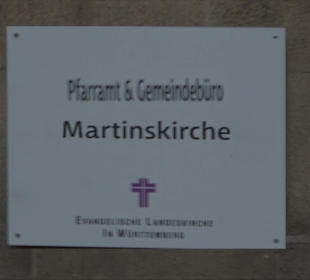 Pfarramt & Gemeindebüro
Martinskirche
Evangelische Landeskirche
In Württemberg